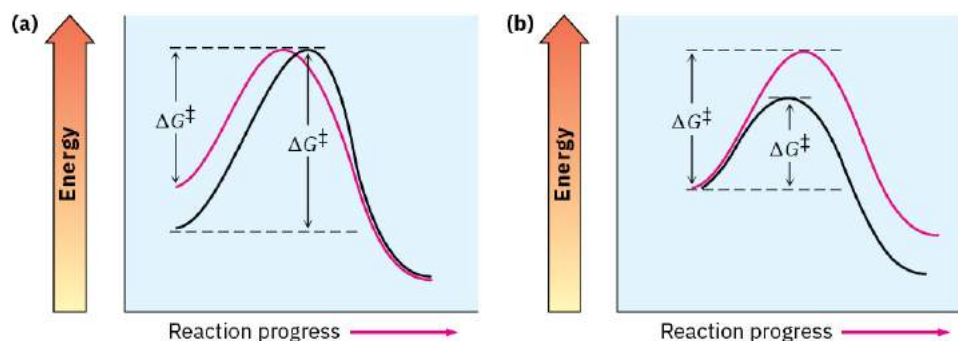 (a)
Energy
ΔG‡
ΔG‡
Reaction progress
(b)
Energy
ΔG‡
ΔG‡
Reaction progress